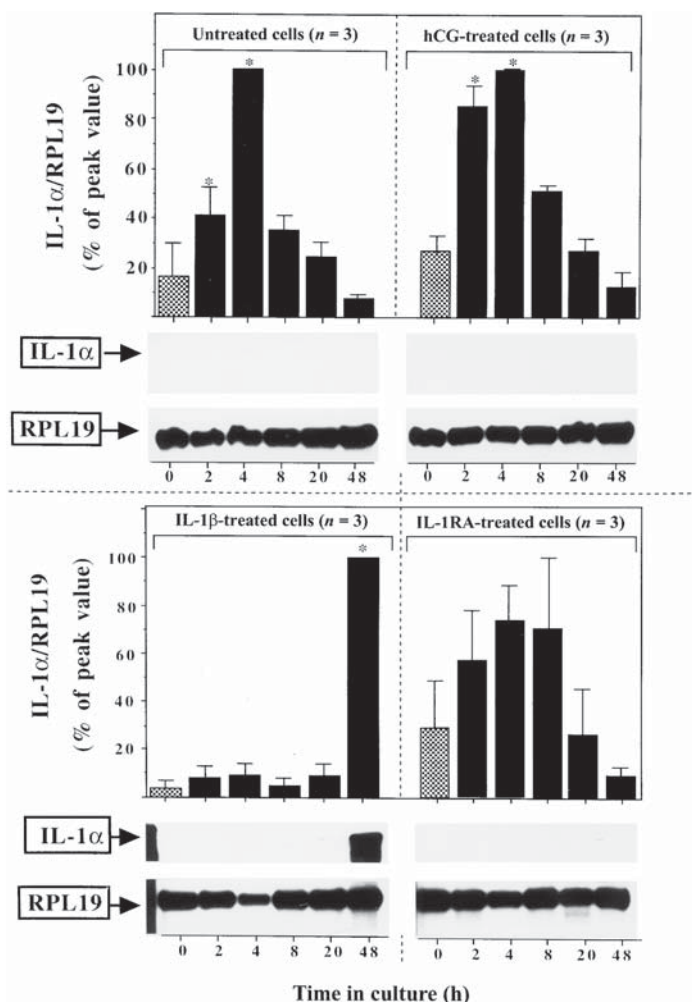 Untreated cells (n = 3)
hCG-treated cells (n = 3)
IL-1α/RPL19
(% of peak value)
100
80
60
40
20
*
*
*
*
IL-1α
RPL19
0 2 4 8 20 48
0 2 4 8 20 48
IL-1β-treated cells (n = 3)
IL-1RA-treated cells (n = 3)
IL-1α/RPL19
(% of peak value)
100
80
60
40
20
*
IL-1α
RPL19
0 2 4 8 20 48
0 2 4 8 20 48
Time in culture (h)